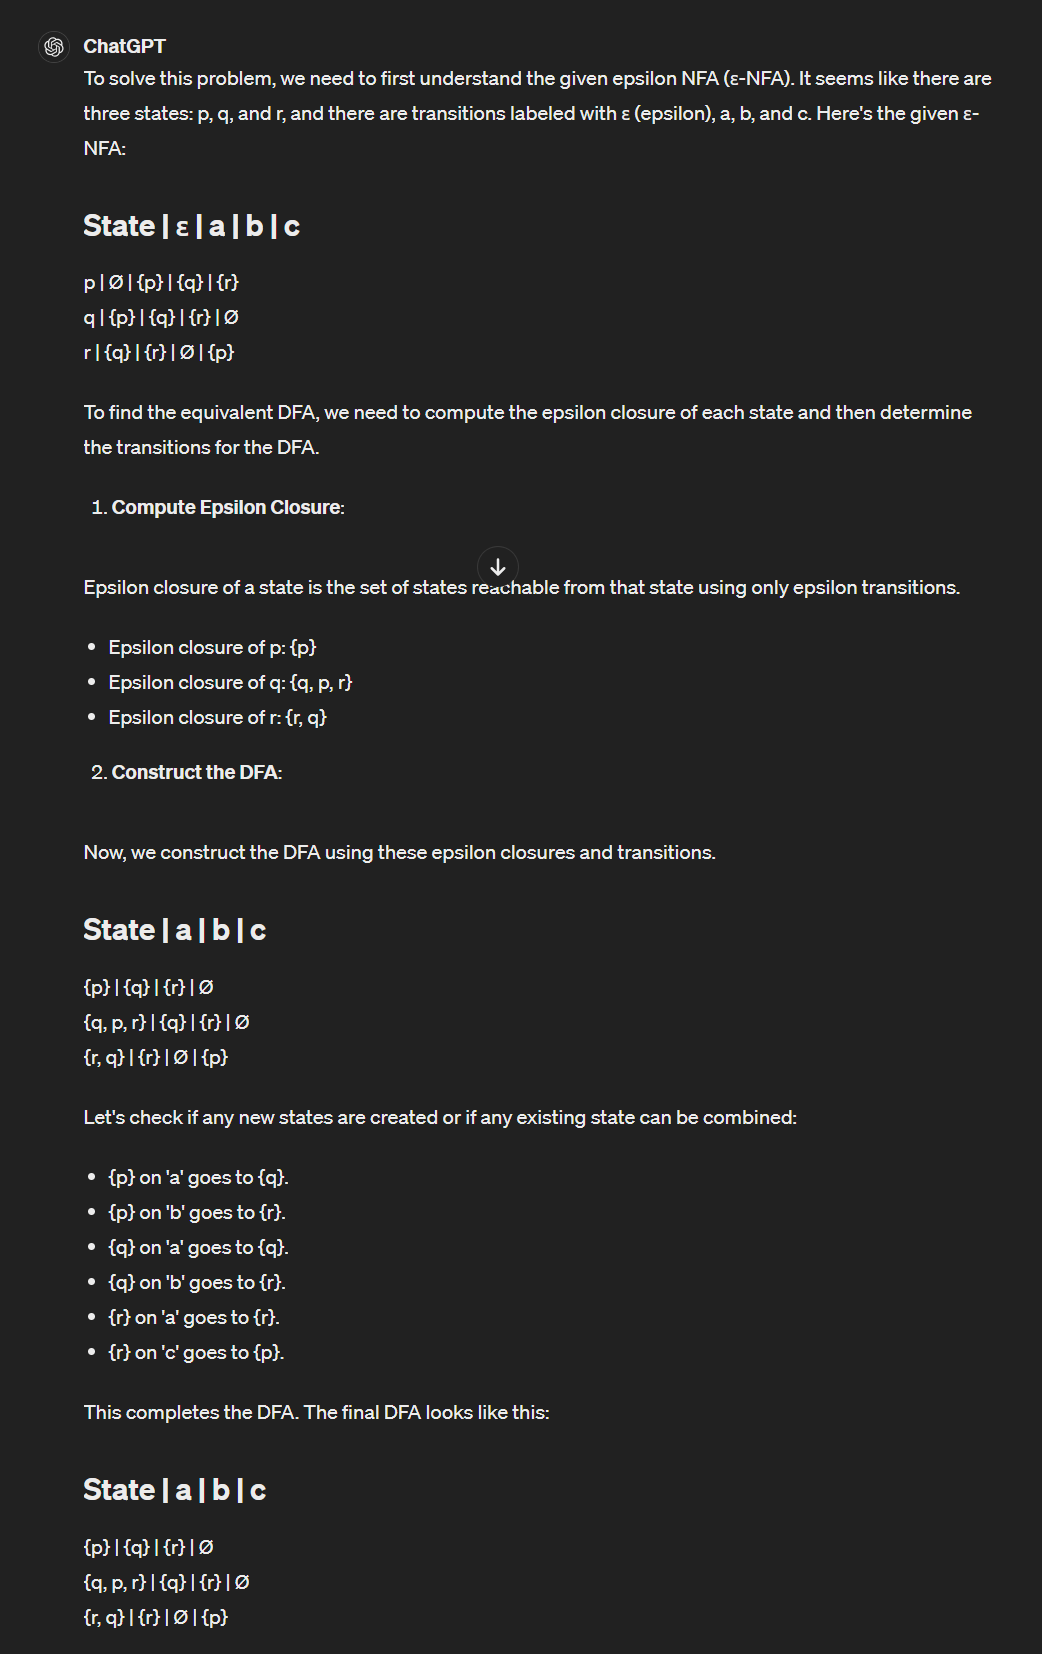 ChatGPT
To solve this problem, we need to first understand the given epsilon NFA (ε-NFA). It seems like there are
three states: p, q, and r, and there are transitions labeled with ε (epsilon), a, b, and c. Here's the given ε-
NFA:
State | ε | a | b | c
p | Ø | {p} | {q} | {r}
q | {p} | {q} | {r} | Ø
r | {q} | {r} | Ø | {p}
To find the equivalent DFA, we need to compute the epsilon closure of each state and then determine
the transitions for the DFA.
1. Compute Epsilon Closure:
Epsilon closure of a state is the set of states reachable from that state using only epsilon transitions.
• Epsilon closure of p: {p}
• Epsilon closure of q: {q, p, r}
• Epsilon closure of r: {r, q}
2. Construct the DFA:
Now, we construct the DFA using these epsilon closures and transitions.
State | a | b | c
{p} | {q} | {r} | Ø
{q, p, r} | {q} | {r} | Ø
{r, q} | {r} | Ø | {p}
Let's check if any new states are created or if any existing state can be combined:
• {p} on 'a' goes to {q}.
• {p} on 'b' goes to {r}.
• {q} on 'a' goes to {q}.
• {q} on 'b' goes to {r}.
• {r} on 'a' goes to {r}.
• {r} on 'c' goes to {p}.
This completes the DFA. The final DFA looks like this:
State | a | b | c
{p} | {q} | {r} | Ø
{q, p, r} | {q} | {r} | Ø
{r, q} | {r} | Ø | {p}